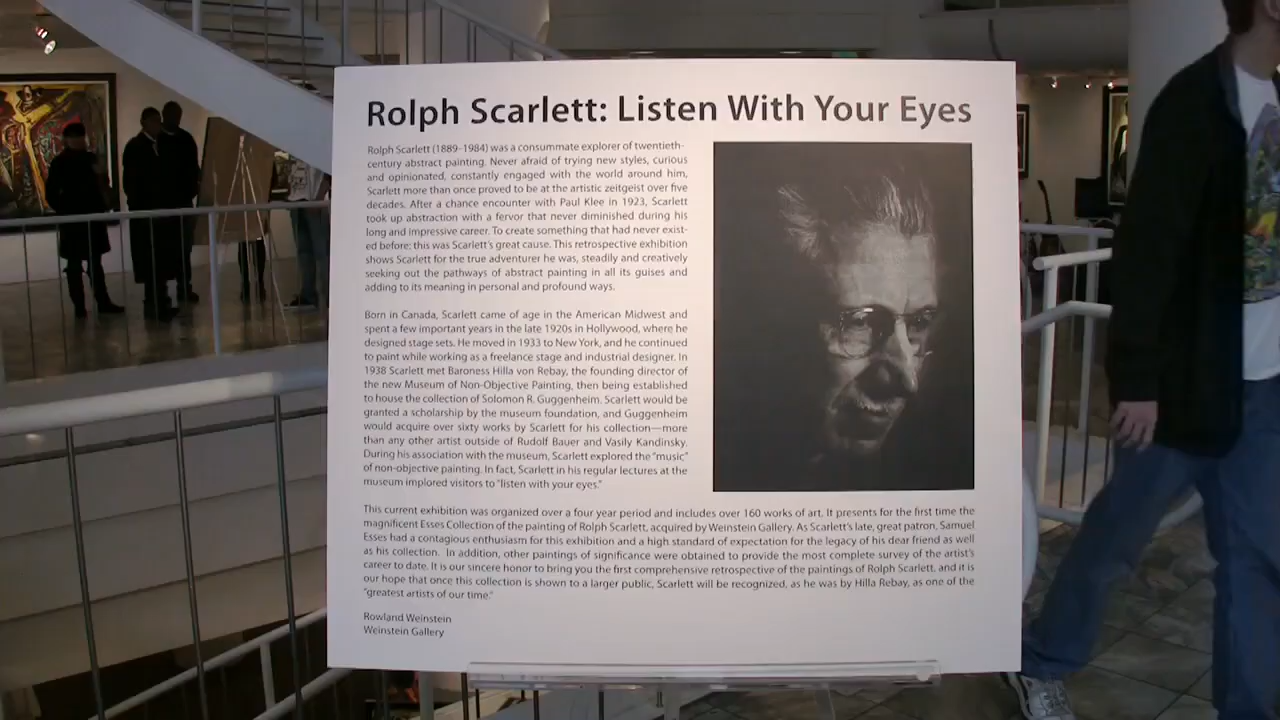 Rolph Scarlett: Listen With Your Eyes
Rolph Scarlett (1889-1984) was a consummate explorer of twentieth-
century abstract painting. Never afraid of trying new styles, curious
and opinionated, constantly engaged with the world around him,
Scarlett more than once proved to be at the artistic zeitgeist over five
decades. After a chance encounter with Paul Klee in 1923, Scarlett
took up abstraction with a fervor that never diminished during his
long and impressive career. To create something that had never exist-
ed before: this was Scarlett's great cause. This retrospective exhibition
shows Scarlett for the true adventurer he was, steadily and creatively
seeking out the pathways of abstract painting in all its guises and
adding to its meaning in personal and profound ways.
Born in Canada, Scarlett came of age in the American Midwest and
spent a few important years in the late 1920s in Hollywood, where he
designed stage sets. He moved in 1933 to New York, and he continued
to paint while working as a freelance stage and industrial designer. In
1938 Scarlett met Baroness Hilla von Rebay, the founding director of
the new Museum of Non-Objective Painting, then being established
to house the collection of Solomon R. Guggenheim. Scarlett would be
granted a scholarship by the museum foundation, and Guggenheim
would acquire over sixty works by Scarlett for his collection—more
than any other artist outside of Rudolf Bauer and Vasily Kandinsky.
During his association with the museum, Scarlett explored the "music"
of non-objective painting. In fact, Scarlett in his regular lectures at the
museum implored visitors to "listen with your eyes."
This current exhibition was organized over a four year period and includes over 160 works of art. It presents for the first time the
magnificent Esses Collection of the painting of Rolph Scarlett, acquired by Weinstein Gallery. As Scarlett's late, great patron, Samuel
Esses had a contagious enthusiasm for this exhibition and a high standard of expectation for the legacy of his dear friend as well
as his collection. In addition, other paintings of significance were obtained to provide the most complete survey of the artist's
career to date. It is our sincere honor to bring you the first comprehensive retrospective of the paintings of Rolph Scarlett, and it is
our hope that once this collection is shown to a larger public, Scarlett will be recognized, as he was by Hilla Rebay, as one of the
"greatest artists of our time."
Rowland Weinstein
Weinstein Gallery